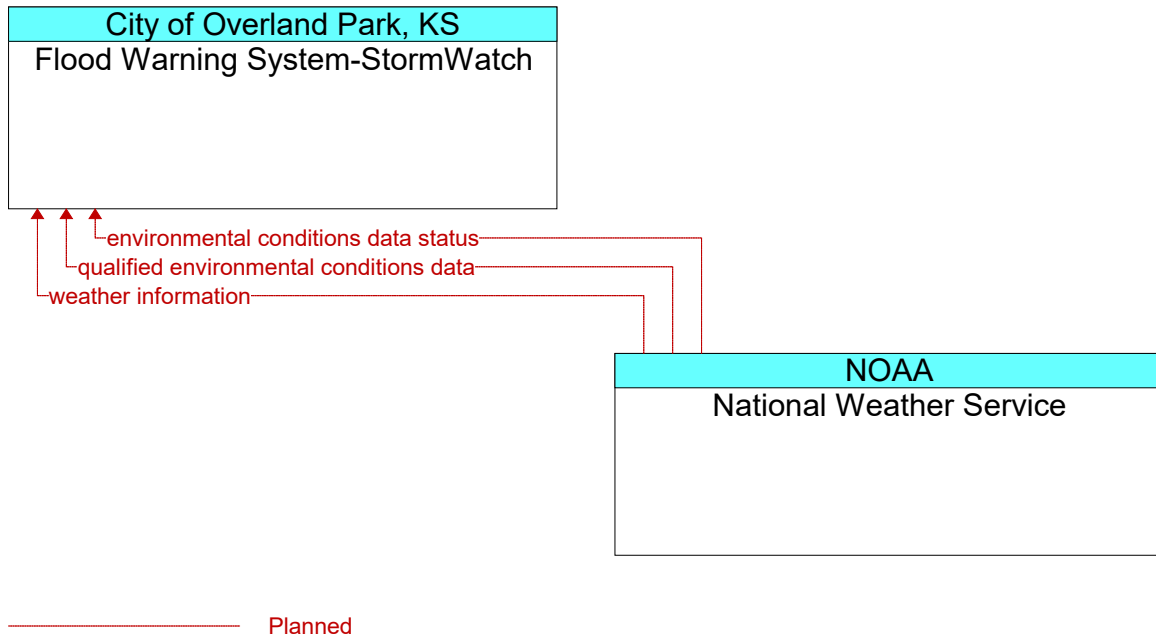 City of Overland Park, KS
Flood Warning System-StormWatch
environmental conditions data status
qualified environmental conditions data
weather information
NOAA
National Weather Service
Planned